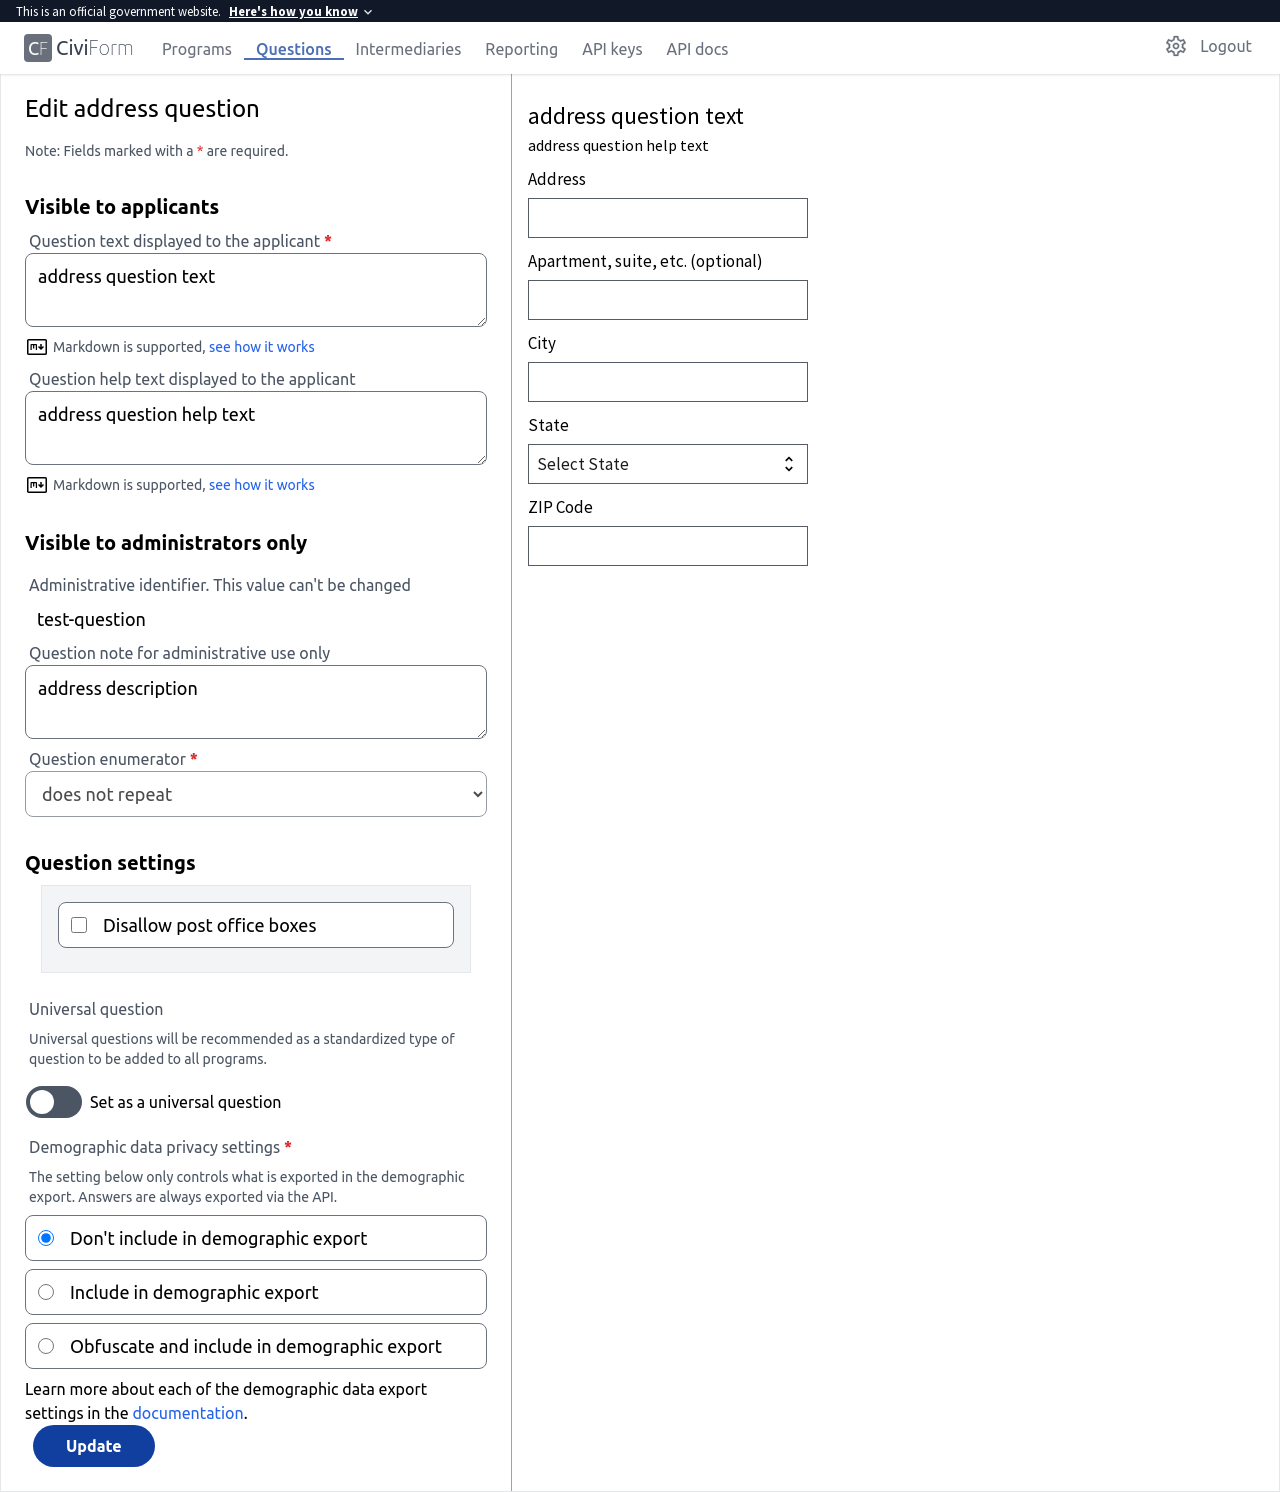 This is an official government website. Here's how you know
CF CiviForm Programs Questions Intermediaries Reporting API keys API docs Logout
Edit address question
Note: Fields marked with a * are required.
Visible to applicants
Question text displayed to the applicant *
address question text
Markdown is supported, see how it works
Question help text displayed to the applicant
address question help text
Markdown is supported, see how it works
Visible to administrators only
Administrative identifier. This value can't be changed
test-question
Question note for administrative use only
address description
Question enumerator *
does not repeat
Question settings
Disallow post office boxes
Universal question
Universal questions will be recommended as a standardized type of
question to be added to all programs.
Set as a universal question
Demographic data privacy settings *
The setting below only controls what is exported in the demographic
export. Answers are always exported via the API.
Don't include in demographic export
Include in demographic export
Obfuscate and include in demographic export
Learn more about each of the demographic data export
settings in the documentation.
Update
address question text
address question help text
Address
Apartment, suite, etc. (optional)
City
State
Select State
ZIP Code